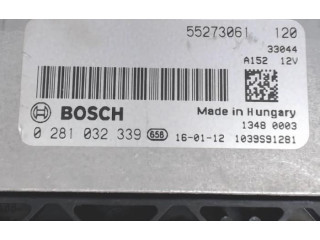 55273061 120
33044
A152 12V
BOSCH
Made in Hungary
1348 0003
0 281 032 339 656 16-01-12 1039S91281